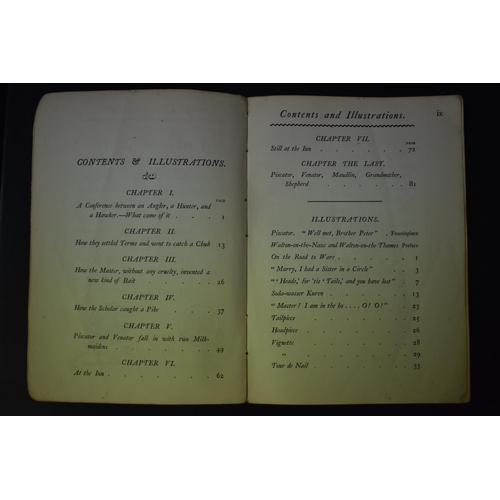 CONTENTS & ILLUSTRATIONS.
CHAPTER I.
PAGE
A Conference between an Angler, a Hunter, and
a Hawker.—What came of it . . . . 1
CHAPTER II.
How they settled Terms and went to catch a Chub 13
CHAPTER III.
How the Master, without any cruelty, invented a
new kind of Bait . . . . . . 26
CHAPTER IV.
How the Scholar caught a Pike . . . . 37
CHAPTER V.
Piscator and Venator fall in with two Milk-
maidens . . . . . . . 49
CHAPTER VI.
At the Inn . . . . . . . 62
Contents and Illustrations. ix
CHAPTER VII.
PAGE
Still at the Inn . . . . . . 72
CHAPTER THE LAST.
Piscator, Venator, Maudlin, Grandmother,
Shepherd . . . . . . 81
ILLUSTRATIONS.
Piscator. "Well met, Brother Peter" . Frontispiece
Walton-on-the-Naze and Walton-on-the Thames Preface
On the Road to Ware . . . . . 1
"Marry, I had a Sister in a Circle" . . . 3
"'Heads,' for 'tis 'Tails,' and you have lost" . 7
Soda-wasser Kuren . . . . . 13
"Master! I am in the ho . . . . O! O!" . . 23
Tailpiece . . . . . . . 25
Headpiece . . . . . . . 26
Vignette . . . . . . . 28
" . . . . . . . 29
Tour de Nail . . . . . . 33